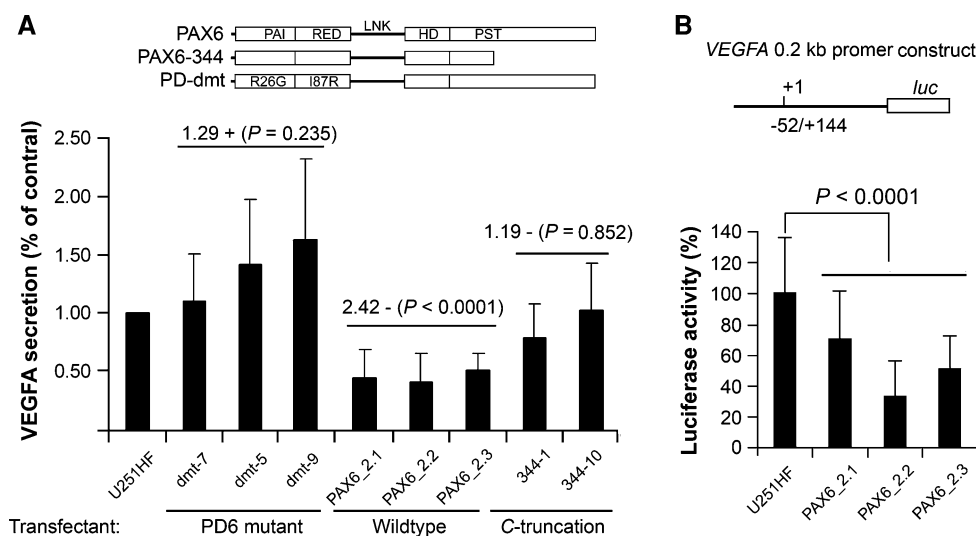 A
PAX6 PAI RED LNK HD PST
PAX6-344
PD-dmt R26G I87R
VEGFA secretion (% of contral)
2.50
2.00
1.50
1.00
0.50
1.29 + (P = 0.235)
2.42 - (P < 0.0001)
1.19 - (P = 0.852)
U251HF dmt-7 dmt-5 dmt-9 PAX6_2.1 PAX6_2.2 PAX6_2.3 344-1 344-10
Transfectant: PD6 mutant Wildtype C-truncation
B
VEGFA 0.2 kb promer construct
+1 luc
-52/+144
P < 0.0001
Luciferase activity (%)
140
120
100
80
60
40
20
0
U251HF PAX6_2.1 PAX6_2.2 PAX6_2.3